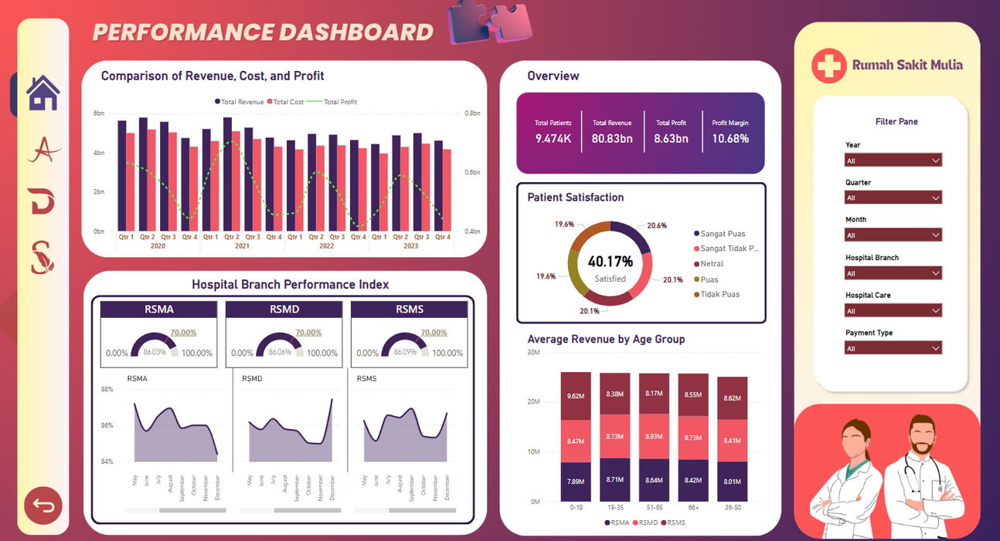 PERFORMANCE DASHBOARD
Comparison of Revenue, Cost, and Profit
Total Revenue Total Cost Total Profit
6bn
4bn
2bn
0bn
0.8bn
0.6bn
0.4bn
Qtr 1 Qtr 2 Qtr 3 Qtr 4 Qtr 1 Qtr 2 Qtr 3 Qtr 4 Qtr 1 Qtr 2 Qtr 3 Qtr 4 Qtr 1 Qtr 2 Qtr 3 Qtr 4
2020 2021 2022 2023
Hospital Branch Performance Index
RSMA
70.00%
0.00% 86.03% 100.00%
RSMD
70.00%
0.00% 86.06% 100.00%
RSMS
70.00%
0.00% 86.09% 100.00%
RSMA RSMD RSMS
88%
86%
84%
May June July August September October November December
May June July August September October November December
May June July August September October November December
Overview
Total Patients Total Revenue Total Profit Profit Margin
9.474K 80.83bn 8.63bn 10.68%
Patient Satisfaction
19.6% 20.6%
40.17%
Satisfied
19.6% 20.1%
20.1%
Sangat Puas
Sangat Tidak P...
Netral
Puas
Tidak Puas
Average Revenue by Age Group
30M
20M
10M
0M
9.62M 8.38M 8.17M 8.55M 8.62M
8.47M 8.73M 8.93M 8.73M 8.41M
7.89M 8.71M 8.64M 8.42M 8.01M
0-18 19-35 51-65 66+ 36-50
RSMA RSMD RSMS
Rumah Sakit Mulia
Filter Pane
Year
All
Quarter
All
Month
All
Hospital Branch
All
Hospital Care
All
Payment Type
All
A
D
S